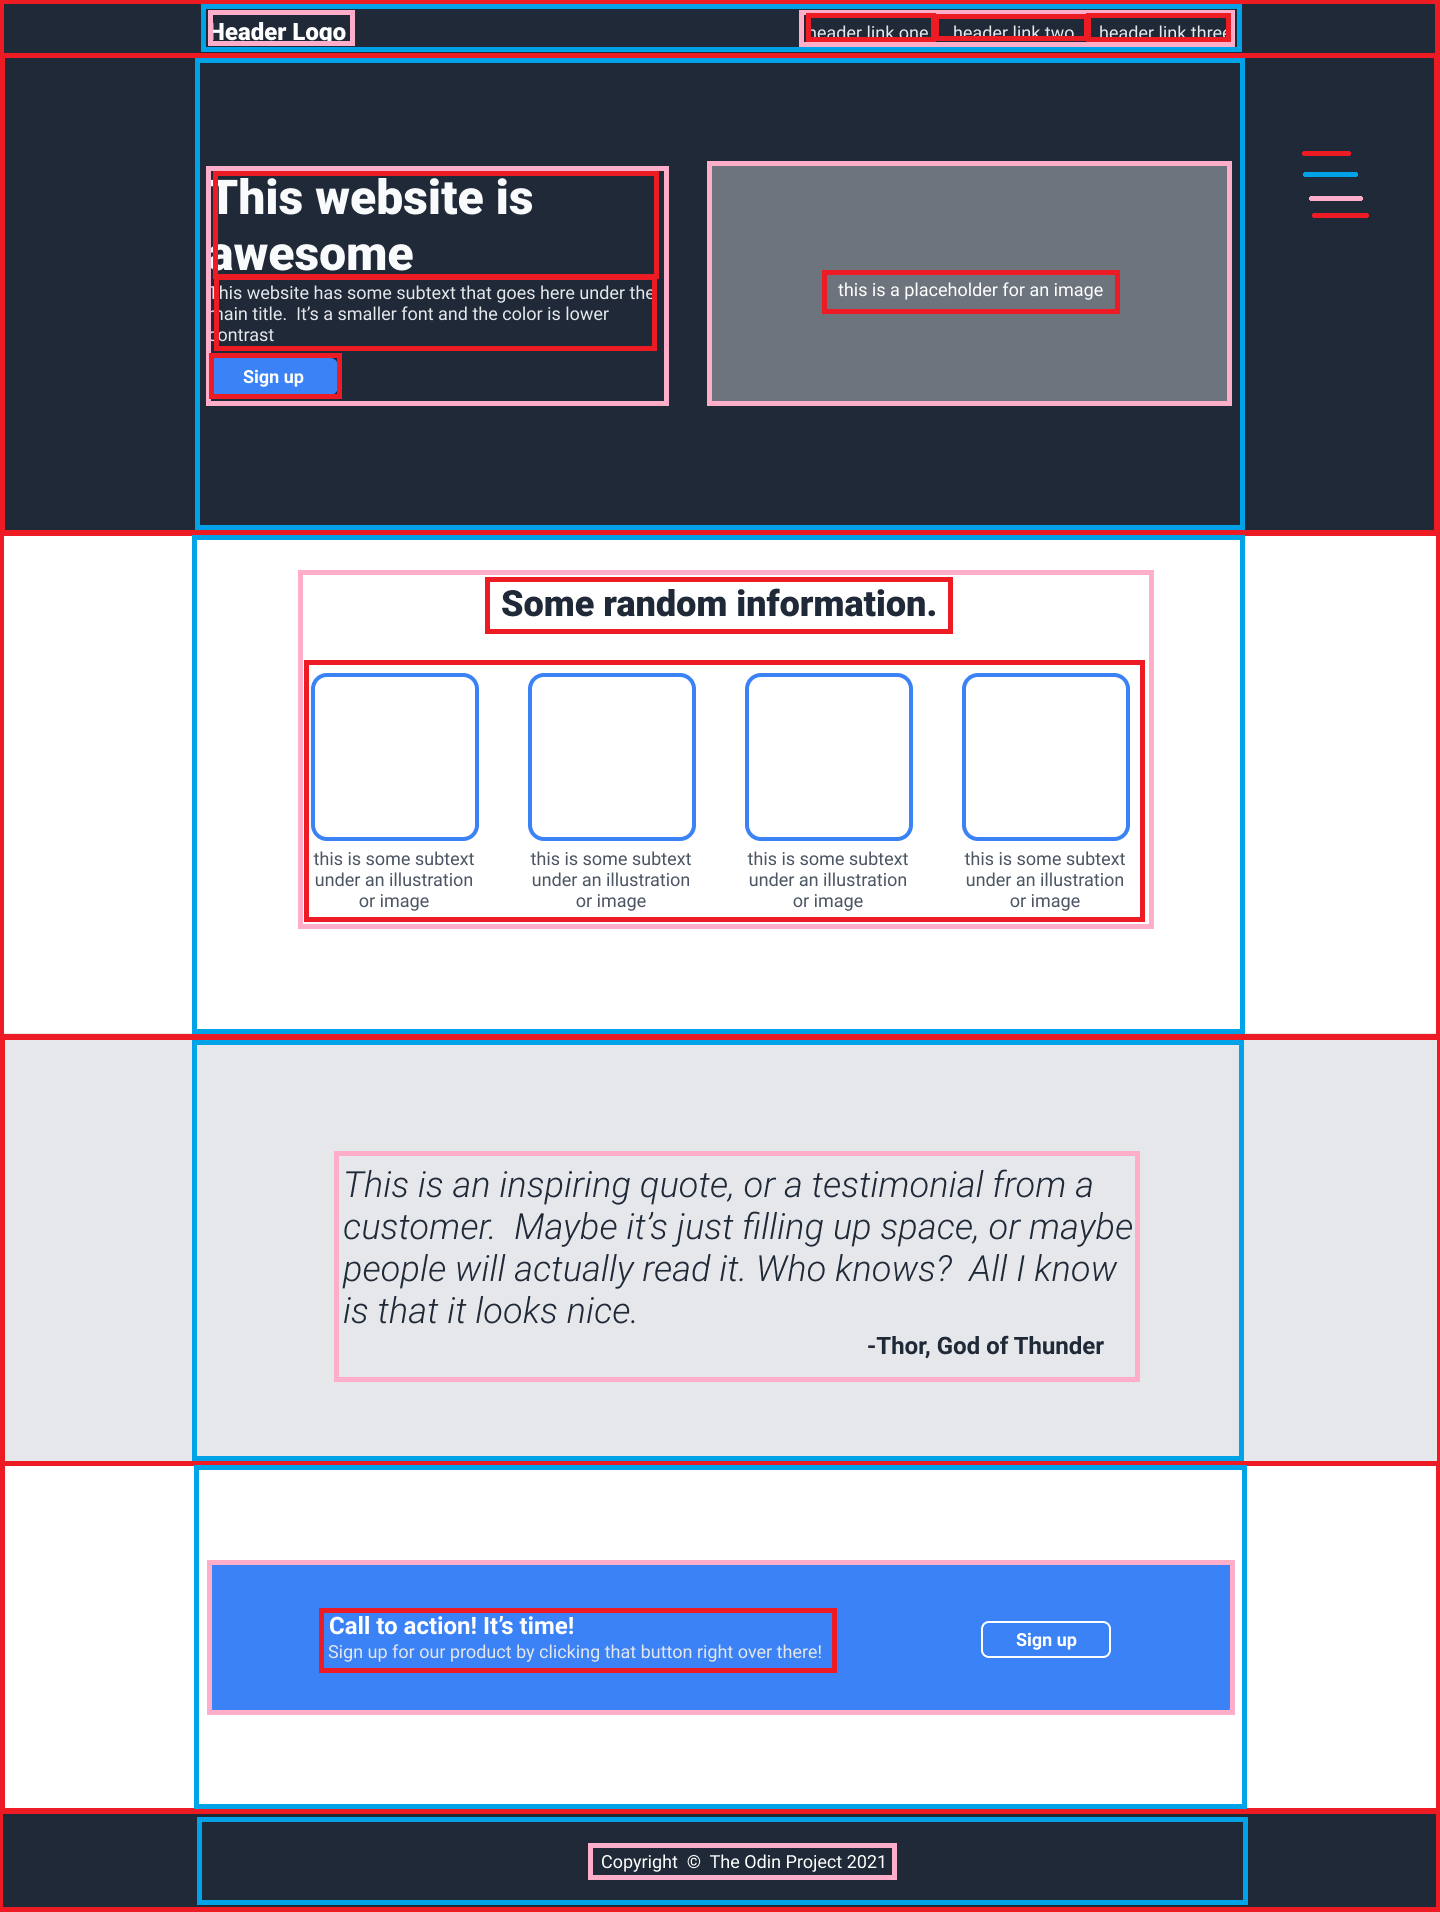 Header Logo
header link one header link two header link three
This website is
awesome
This website has some subtext that goes here under the
main title.  It’s a smaller font and the color is lower
contrast
Sign up
this is a placeholder for an image
Some random information.
this is some subtext
under an illustration
or image
this is some subtext
under an illustration
or image
this is some subtext
under an illustration
or image
this is some subtext
under an illustration
or image
This is an inspiring quote, or a testimonial from a
customer.  Maybe it’s just filling up space, or maybe
people will actually read it. Who knows?  All I know
is that it looks nice.
-Thor, God of Thunder
Call to action! It’s time!
Sign up for our product by clicking that button right over there!
Sign up
Copyright © The Odin Project 2021